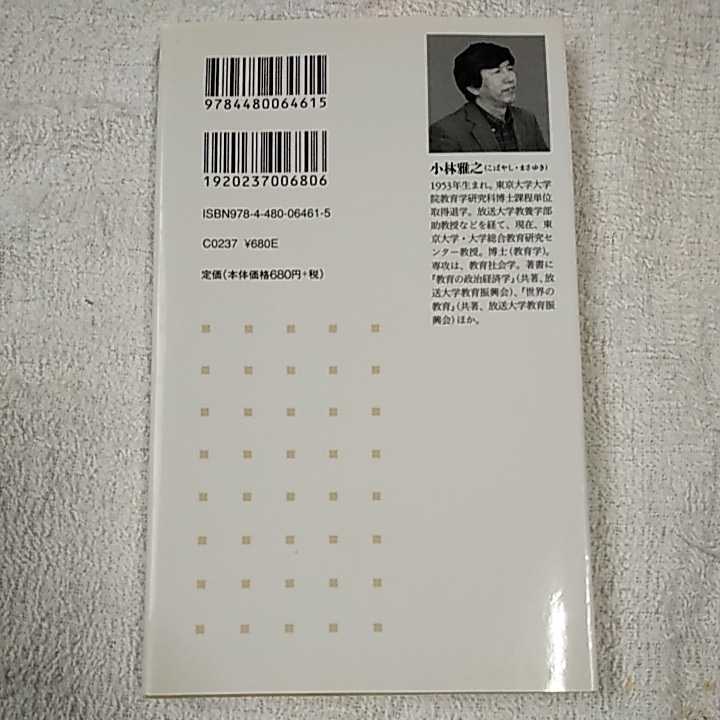 9784480064615
1920237006806
ISBN978-4-480-06461-5
C0237 ¥680E
定価(本体価格680円+税)
小林雅之(こばやし・まさゆき)
1953年生まれ。東京大学大学
院教育学研究科博士課程単位
取得退学。放送大学教養学部
助教授などを経て、現在、東
京大学・大学総合教育研究セ
ンター教授。博士(教育学)。
専攻は、教育社会学。著書に
『教育の政治経済学』(共著、放
送大学教育振興会)、『世界の
教育』(共著、放送大学教育振
興会)ほか。